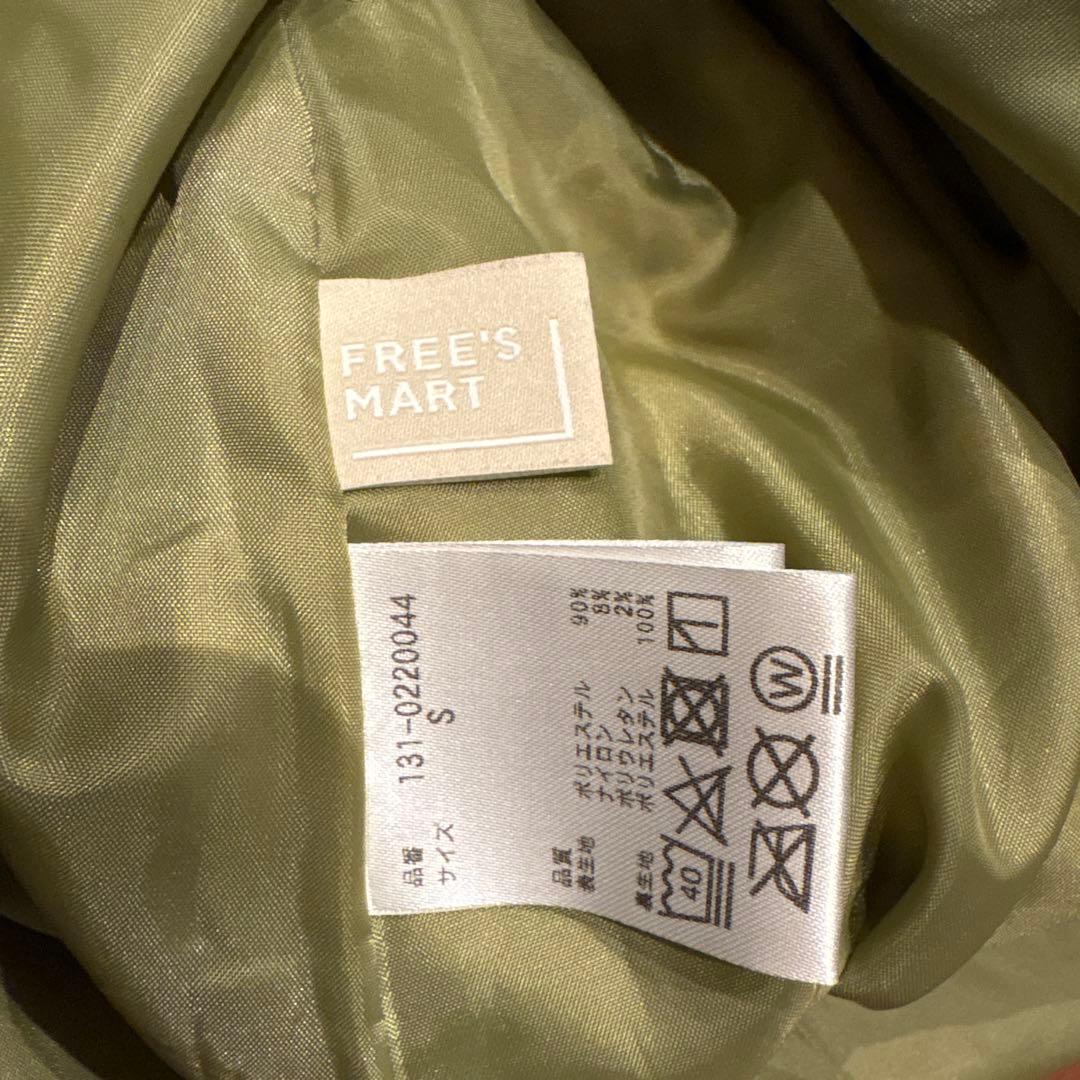 FREE'S
MART
品番 131-0220044
サイズ S
品質
表生地 ポリエステル 90%
ナイロン 8%
ポリウレタン 2%
裏生地 ポリエステル 100%
40
W